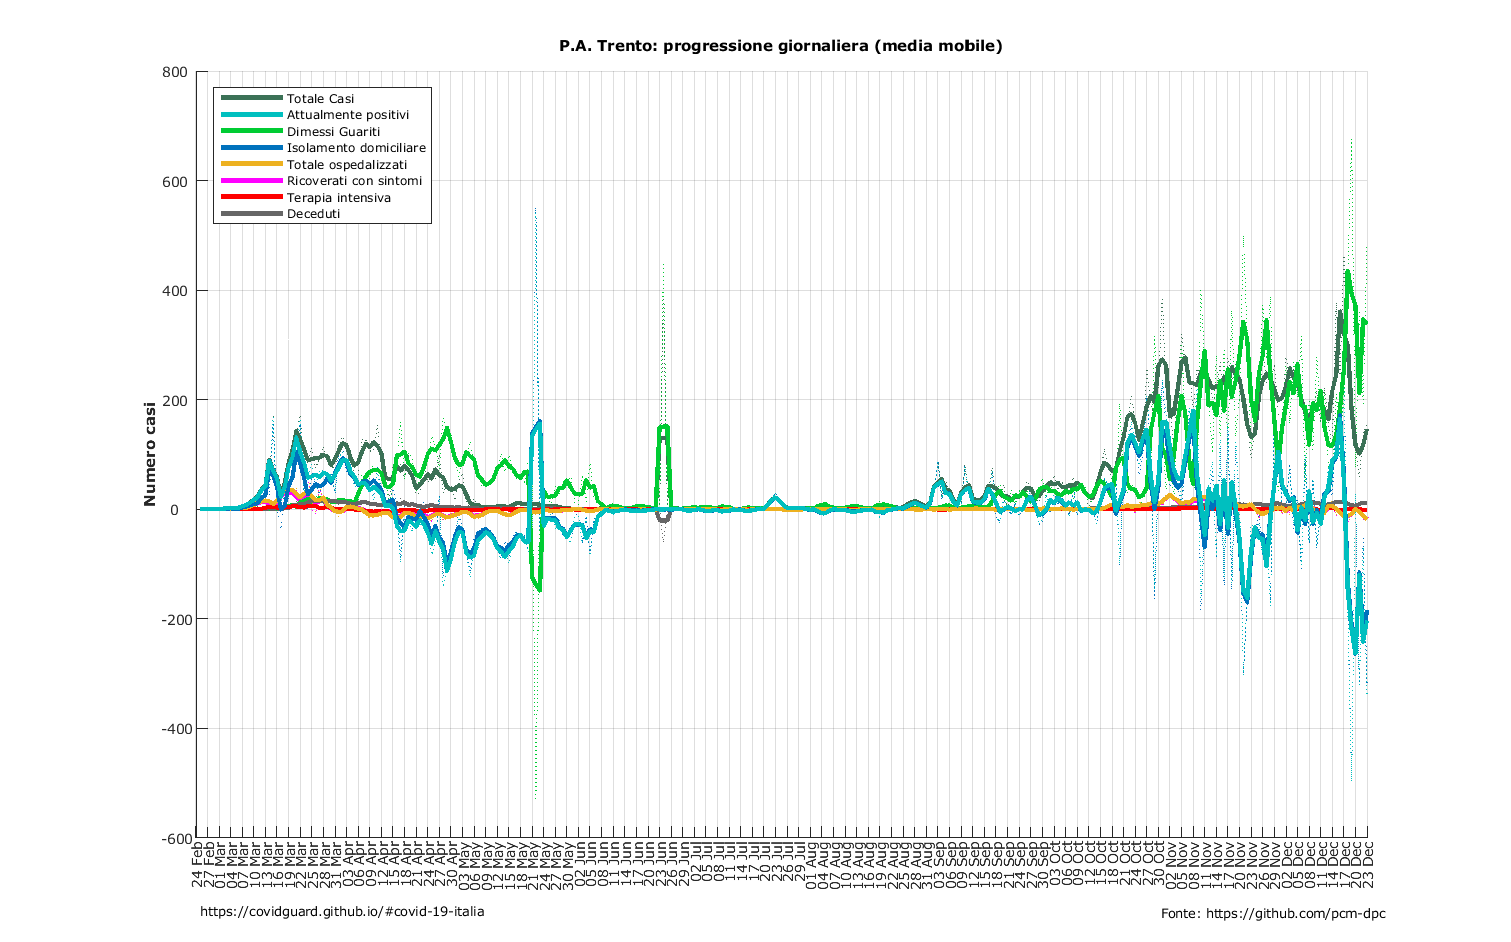 P.A. Trento: progressione giornaliera (media mobile)
800
600
400
200
0
-200
-400
-600
Numero casi
Totale Casi
Attualmente positivi
Dimessi Guariti
Isolamento domiciliare
Totale ospedalizzati
Ricoverati con sintomi
Terapia intensiva
Deceduti
24 Feb
27 Feb
01 Mar
04 Mar
07 Mar
10 Mar
13 Mar
16 Mar
19 Mar
22 Mar
25 Mar
28 Mar
31 Mar
03 Apr
06 Apr
09 Apr
12 Apr
15 Apr
18 Apr
21 Apr
24 Apr
27 Apr
30 Apr
03 May
06 May
09 May
12 May
15 May
18 May
21 May
24 May
27 May
30 May
02 Jun
05 Jun
08 Jun
11 Jun
14 Jun
17 Jun
20 Jun
23 Jun
26 Jun
29 Jun
02 Jul
05 Jul
08 Jul
11 Jul
14 Jul
17 Jul
20 Jul
23 Jul
26 Jul
29 Jul
01 Aug
04 Aug
07 Aug
10 Aug
13 Aug
16 Aug
19 Aug
22 Aug
25 Aug
28 Aug
31 Aug
03 Sep
06 Sep
09 Sep
12 Sep
15 Sep
18 Sep
21 Sep
24 Sep
27 Sep
30 Sep
03 Oct
06 Oct
09 Oct
12 Oct
15 Oct
18 Oct
21 Oct
24 Oct
27 Oct
30 Oct
02 Nov
05 Nov
08 Nov
11 Nov
14 Nov
17 Nov
20 Nov
23 Nov
26 Nov
29 Nov
02 Dec
05 Dec
08 Dec
11 Dec
14 Dec
17 Dec
20 Dec
23 Dec
https://covidguard.github.io/#covid-19-italia
Fonte: https://github.com/pcm-dpc